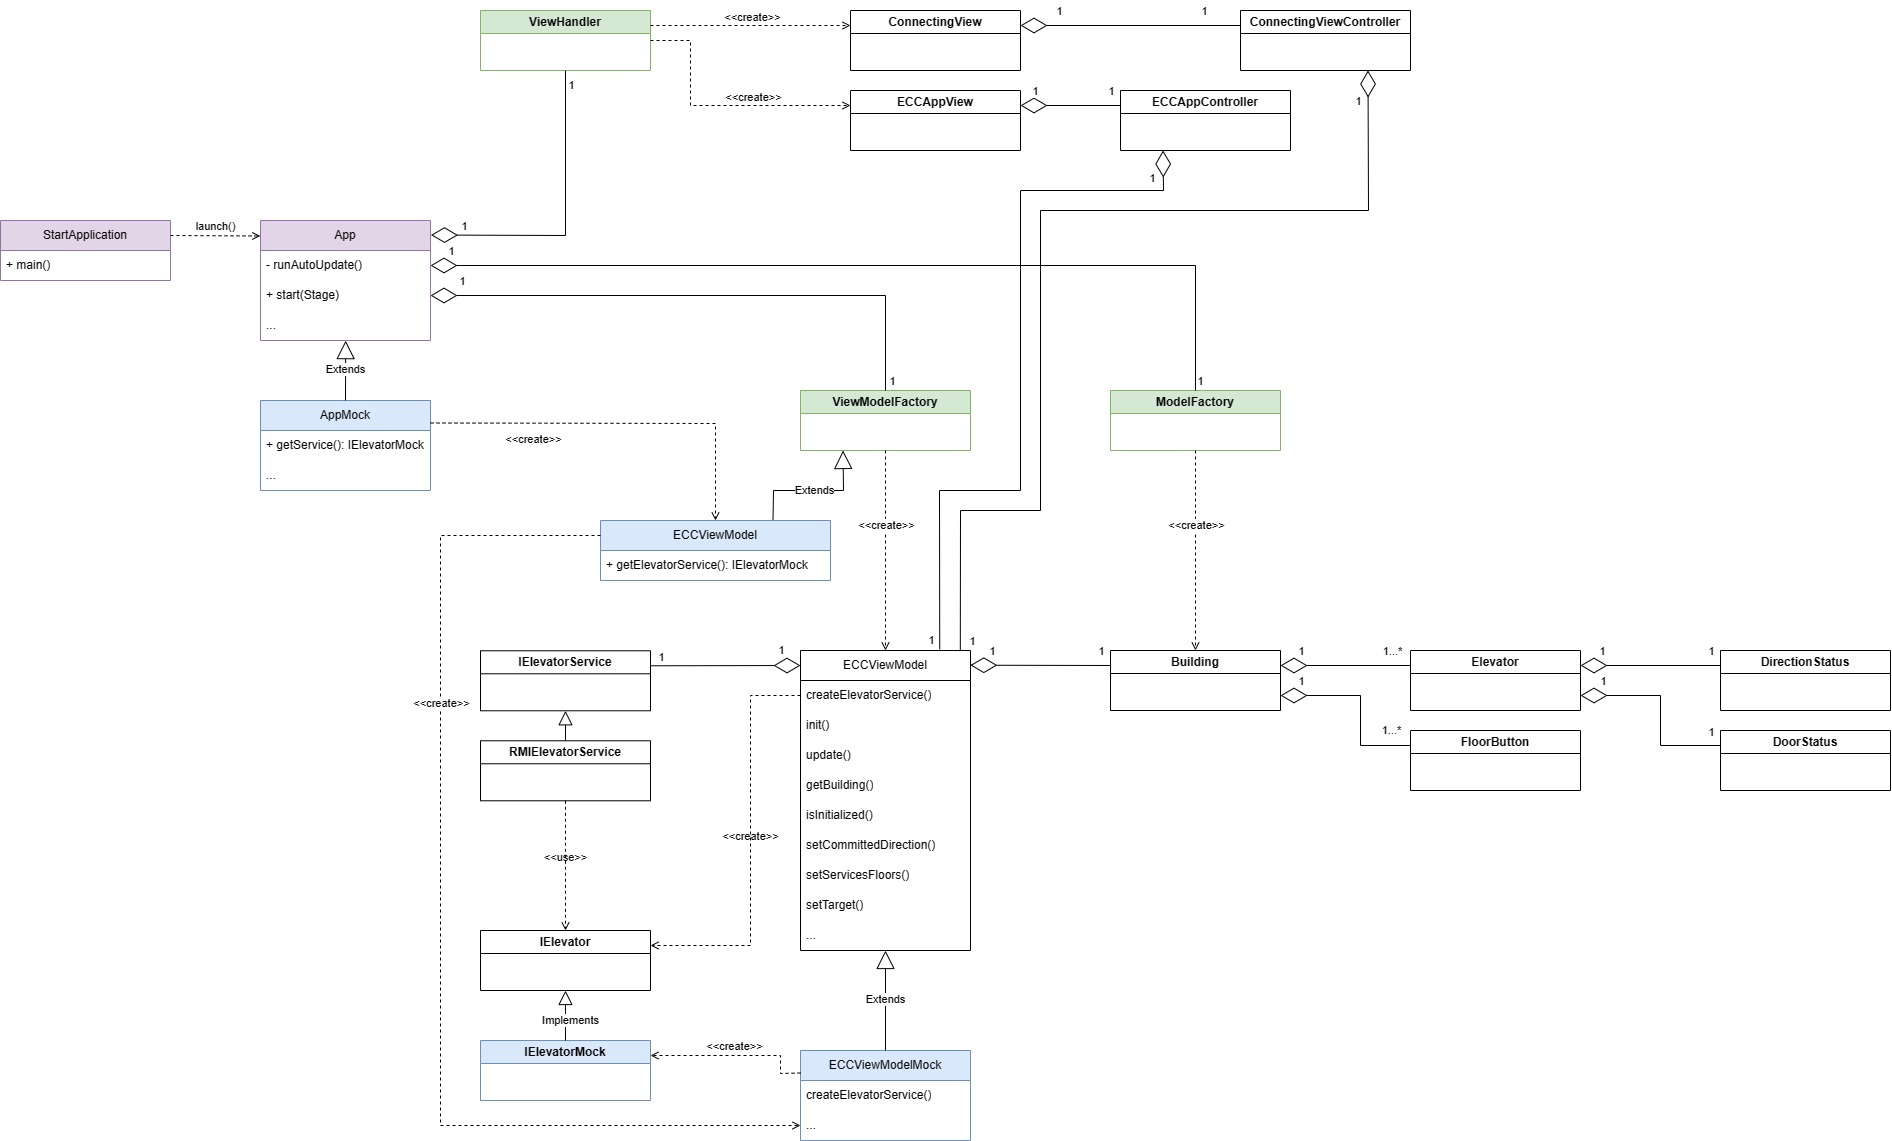 ViewHandler
<<create>>
ConnectingView
1
1
ConnectingViewController
1
<<create>>
ECCAppView
1
1
ECCAppController
1
1
StartApplication
+ main()
launch()
App
- runAutoUpdate()
+ start(Stage)
...
1
1
1
Extends
AppMock
+ getService(): IElevatorMock
...
<<create>>
1
ViewModelFactory
1
ModelFactory
Extends
<<create>>
<<create>>
ECCViewModel
+ getElevatorService(): IElevatorMock
<<create>>
IElevatorService
1
1
1
1
ECCViewModel
createElevatorService()
init()
update()
getBuilding()
isInitialized()
setCommittedDirection()
setServicesFloors()
setTarget()
...
1
1
Building
1
1...*
Elevator
1
1
DirectionStatus
1
1...*
FloorButton
1
1
DoorStatus
RMIElevatorService
<<use>>
<<create>>
IElevator
Implements
Extends
IElevatorMock
<<create>>
ECCViewModelMock
createElevatorService()
...